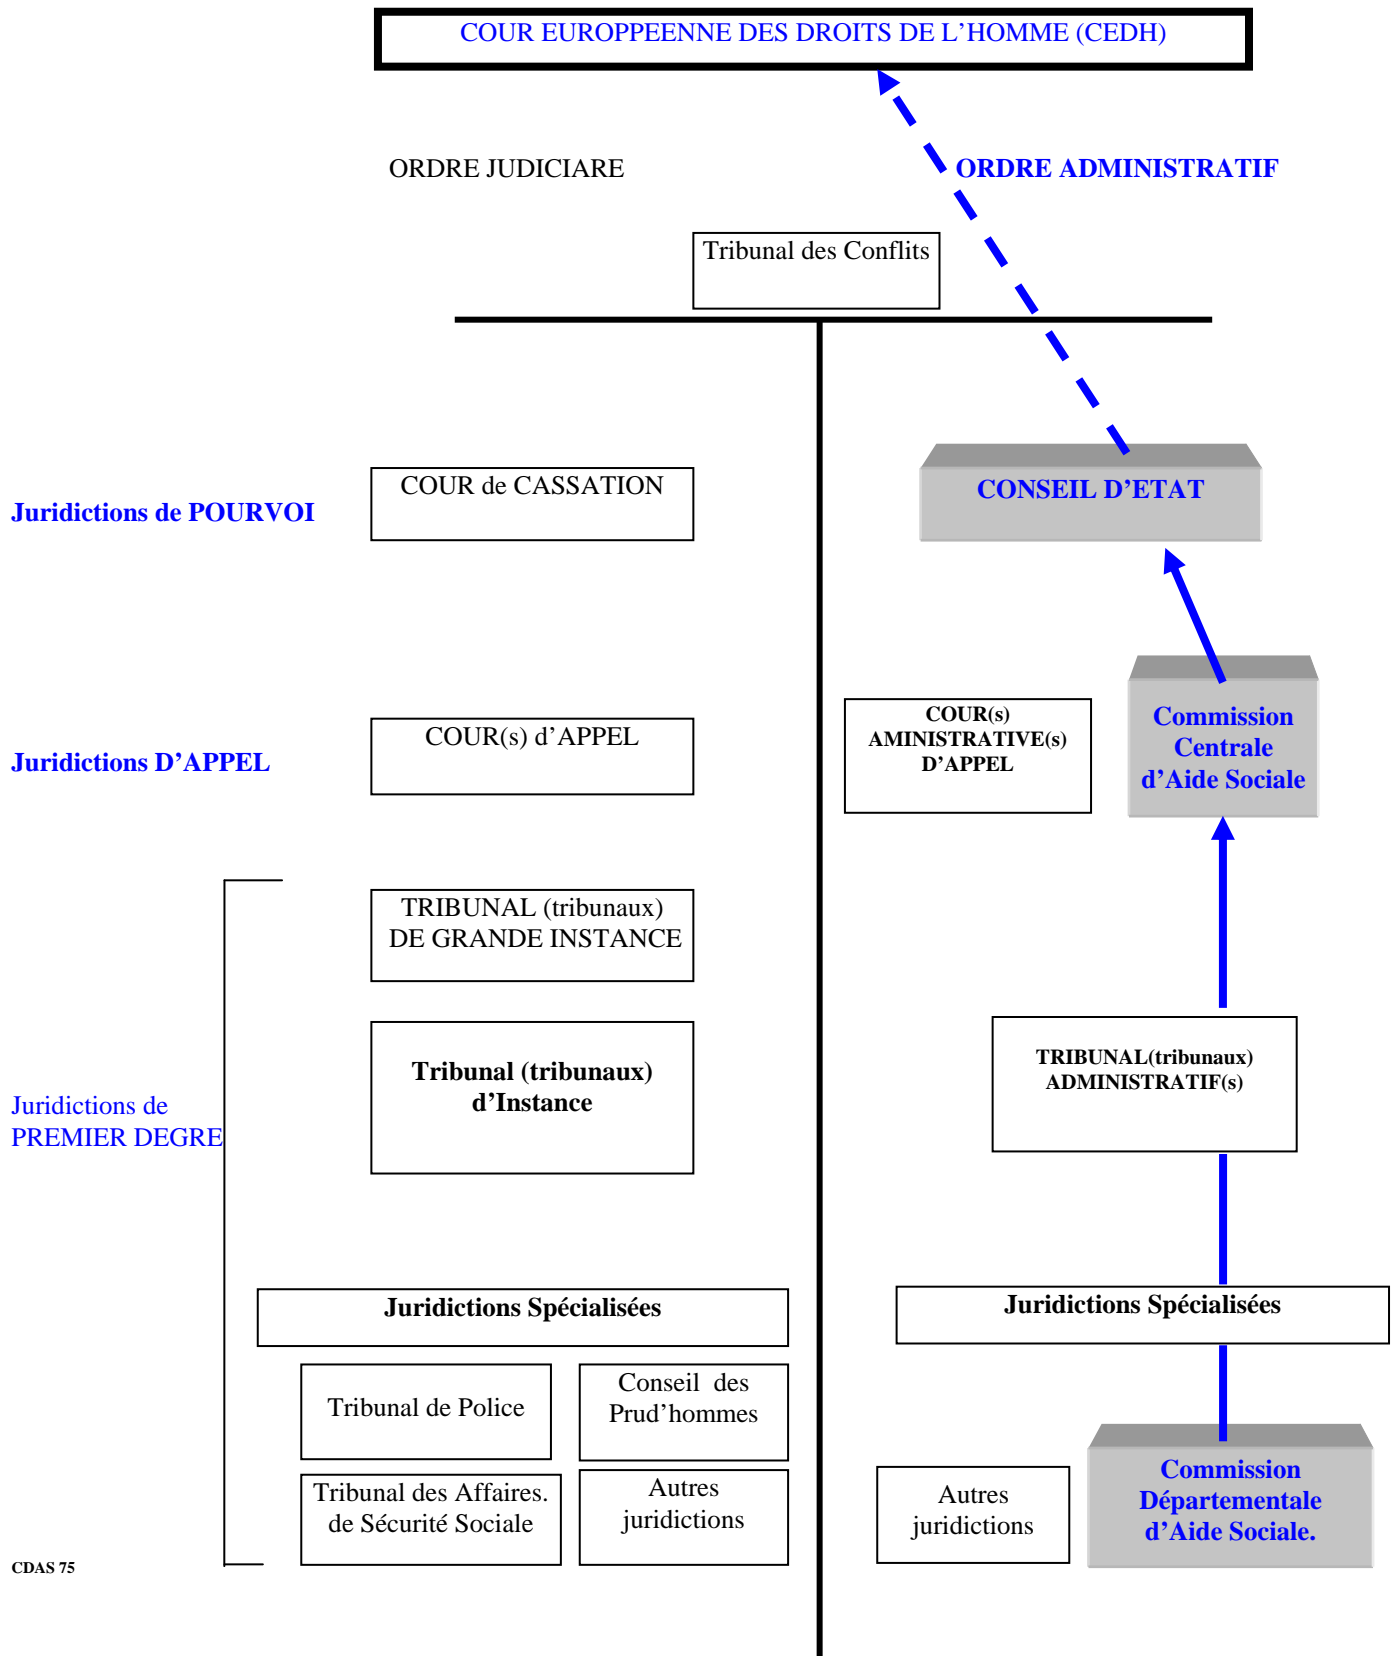 COUR EUROPPEENNE DES DROITS DE L'HOMME (CEDH)
ORDRE JUDICIARE
ORDRE ADMINISTRATIF
Tribunal des Conflits
Juridictions de POURVOI
COUR de CASSATION
CONSEIL D'ETAT
Juridictions D'APPEL
COUR(s) d'APPEL
COUR(s)
AMINISTRATIVE(s)
D'APPEL
Commission
Centrale
d'Aide Sociale
Juridictions de
PREMIER DEGRE
TRIBUNAL (tribunaux)
DE GRANDE INSTANCE
Tribunal (tribunaux)
d'Instance
TRIBUNAL(tribunaux)
ADMINISTRATIF(s)
Juridictions Spécialisées
Tribunal de Police
Conseil des
Prud'hommes
Tribunal des Affaires.
de Sécurité Sociale
Autres
juridictions
Juridictions Spécialisées
Autres
juridictions
Commission
Départementale
d'Aide Sociale.
CDAS 75